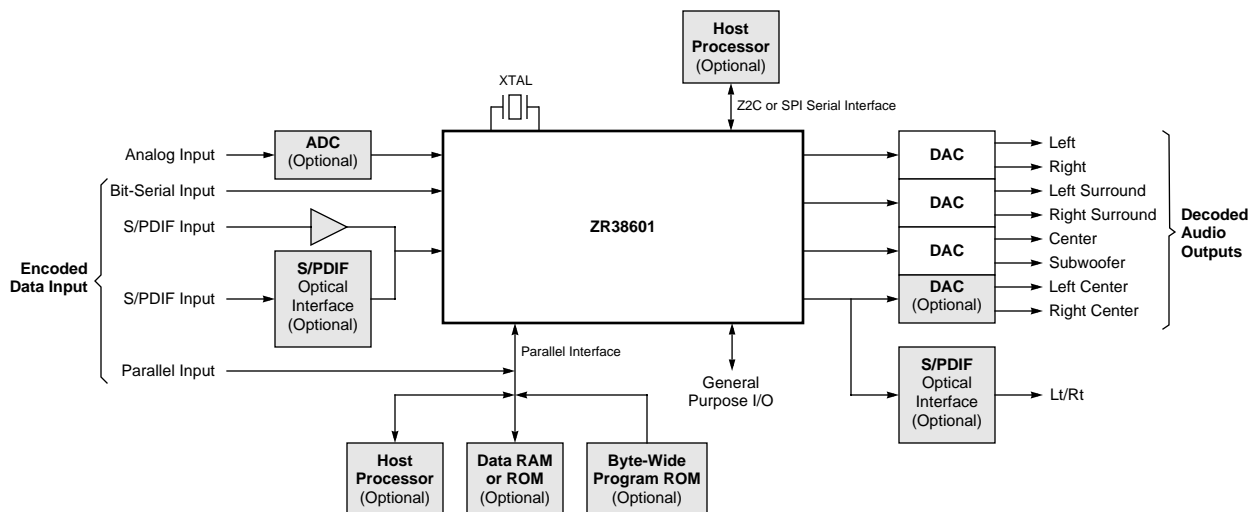 Host
Processor
(Optional)
XTAL
Z2C or SPI Serial Interface
Analog Input
ADC
(Optional)
Bit-Serial Input
S/PDIF Input
S/PDIF
Optical
Interface
(Optional)
S/PDIF Input
Parallel Input
Encoded
Data Input
ZR38601
DAC
Left
Right
DAC
Left Surround
Right Surround
DAC
Center
Subwoofer
DAC
(Optional)
Left Center
Right Center
Decoded
Audio
Outputs
Parallel Interface
General
Purpose I/O
S/PDIF
Optical
Interface
(Optional)
Lt/Rt
Host
Processor
(Optional)
Data RAM
or ROM
(Optional)
Byte-Wide
Program ROM
(Optional)